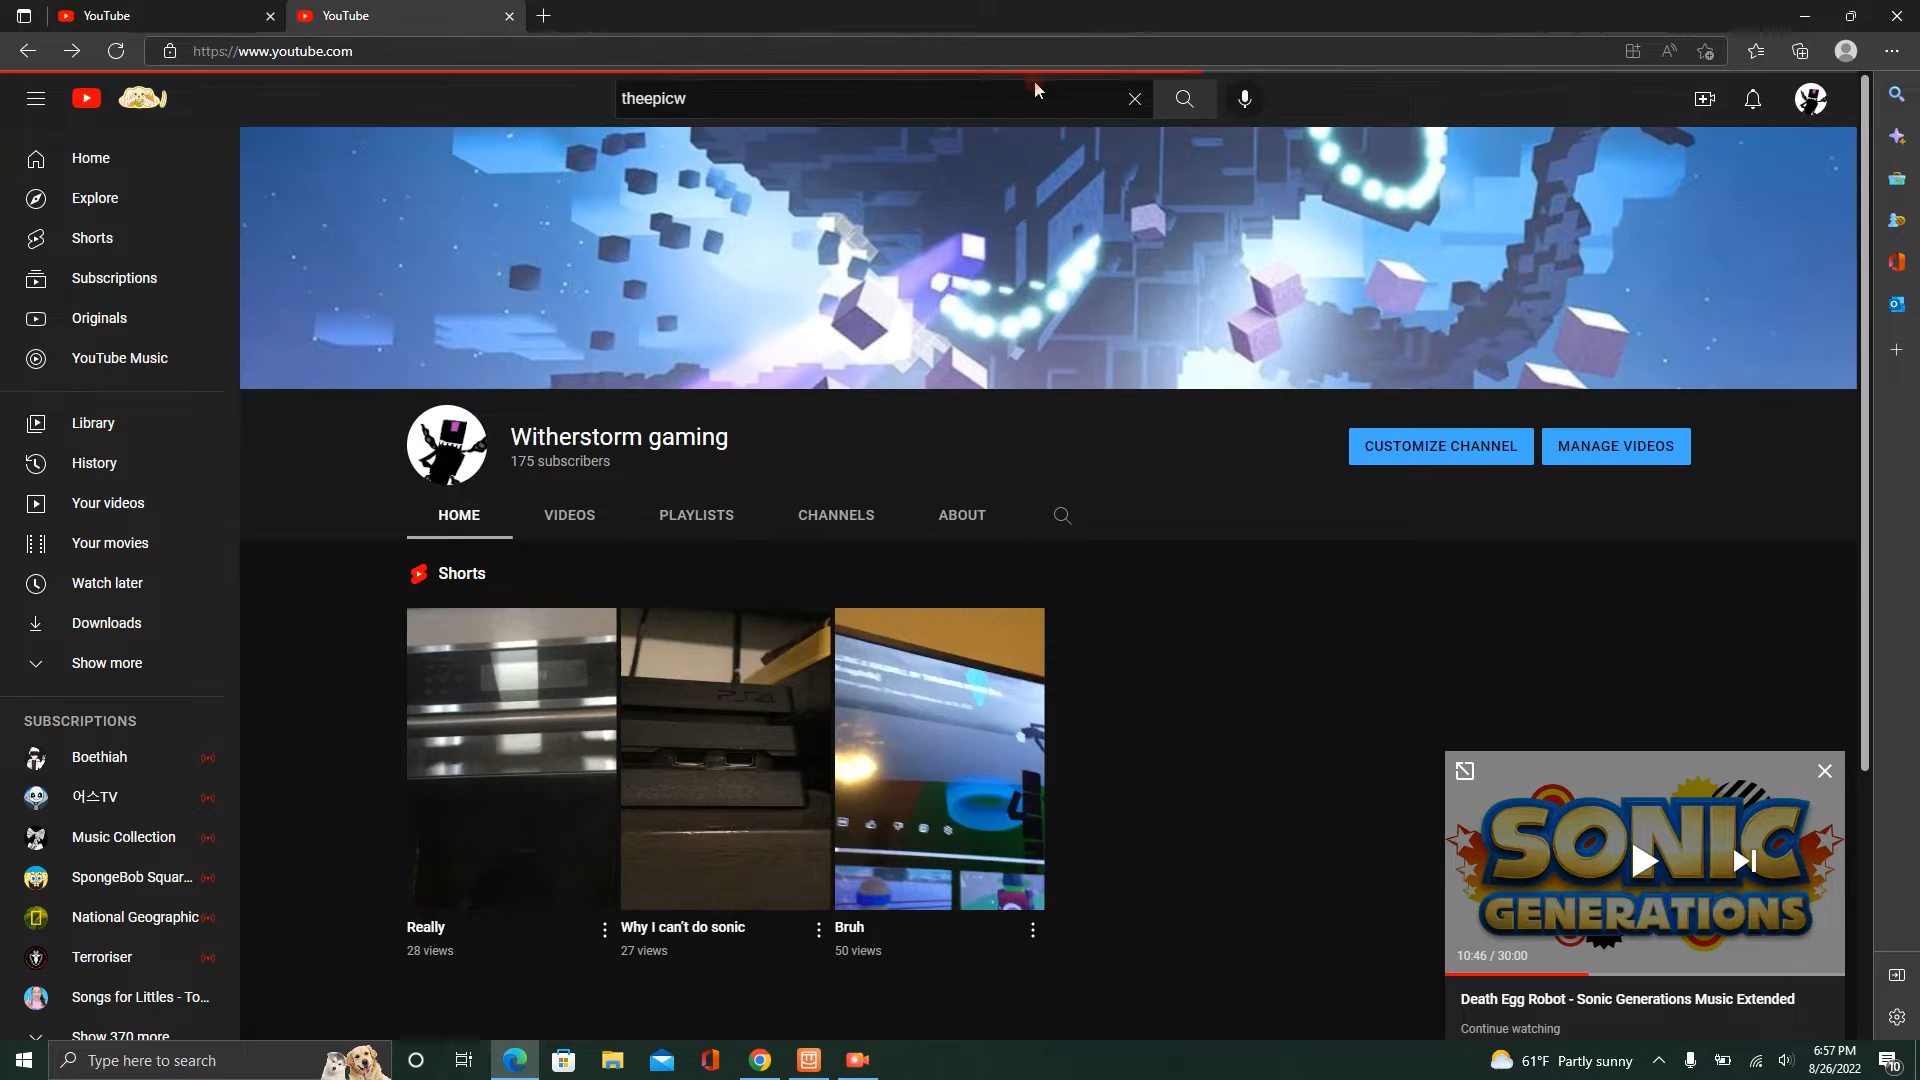 YouTube
YouTube
https://www.youtube.com
theepicw
Home
Explore
Shorts
Subscriptions
Originals
YouTube Music
Library
History
Your videos
Your movies
Watch later
Downloads
Show more
SUBSCRIPTIONS
Boethiah
어스TV
Music Collection
SpongeBob Squar...
National Geographic
Terroriser
Songs for Littles - To...
Show 370 more
Witherstorm gaming
175 subscribers
CUSTOMIZE CHANNEL
MANAGE VIDEOS
HOME
VIDEOS
PLAYLISTS
CHANNELS
ABOUT
Shorts
PS4
Really
28 views
Why I can't do sonic
27 views
Bruh
50 views
SONIC
GENERATIONS
10:46 / 30:00
Death Egg Robot - Sonic Generations Music Extended
Continue watching
Type here to search
61°F Partly sunny
6:57 PM
8/26/2022
10